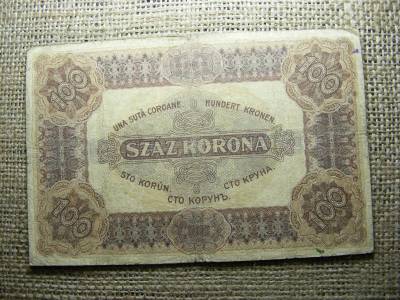 100 100
UNA SUTĂ COROANE. HUNDERT KRONEN.
SZÁZ KORONA
STO KORÚN. СТО КРУНА.
СТО КОРУНЪ.
100 100